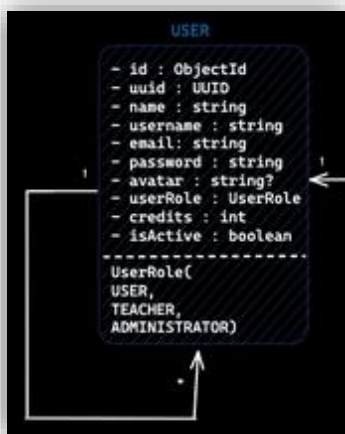 USER
- id : ObjectId
- uuid : UUID
- name : string
- username : string
- email: string
- password : string
- avatar : string?
- userRole : UserRole
- credits : int
- isActive : boolean
UserRole(
USER,
TEACHER,
ADMINISTRATOR)
1
1
*